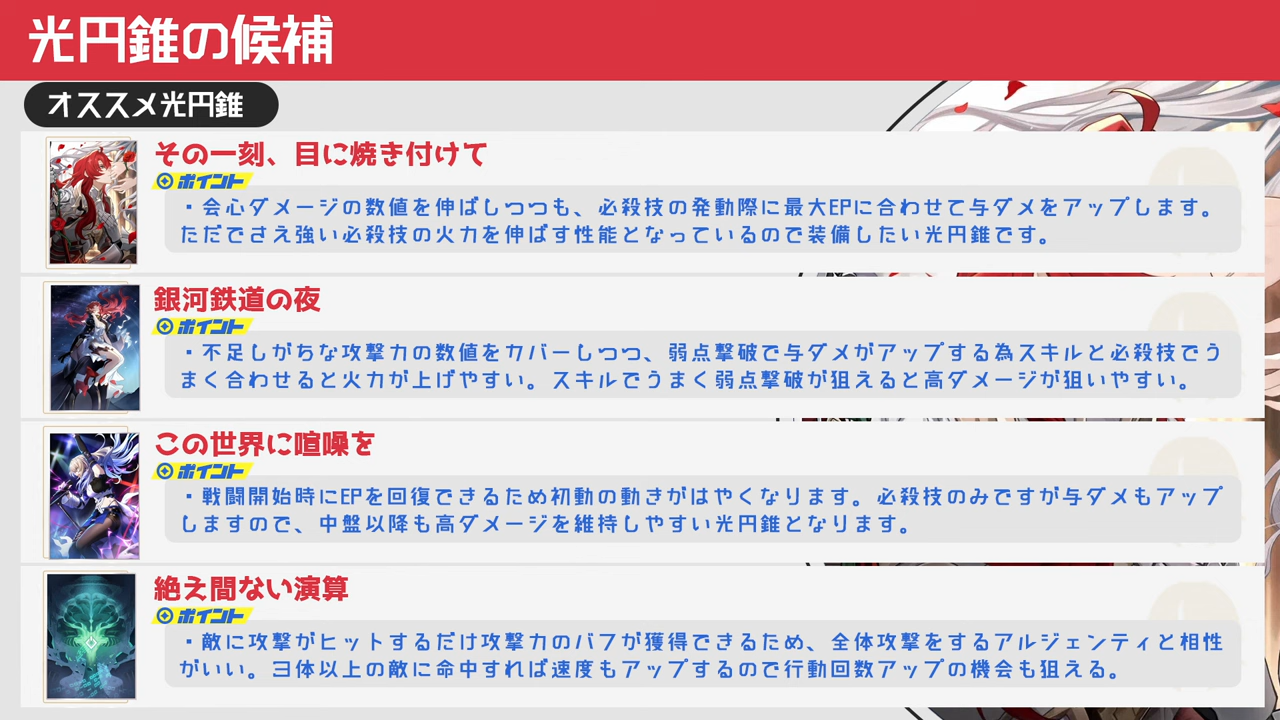 光円錐の候補
オススメ光円錐
その一刻、目に焼き付けて
ポイント
・会心ダメージの数値を伸ばしつつも、必殺技の発動際に最大EPに合わせて与ダメをアップします。
ただでさえ強い必殺技の火力を伸ばす性能となっているので装備したい光円錐です。
銀河鉄道の夜
ポイント
・不足しがちな攻撃力の数値をカバーしつつ、弱点撃破で与ダメがアップする為スキルと必殺技でう
まく合わせると火力が上げやすい。スキルでうまく弱点撃破が狙えると高ダメージが狙いやすい。
この世界に喧噪を
ポイント
・戦闘開始時にEPを回復できるため初動の動きがはやくなります。必殺技のみですが与ダメもアップ
しますので、中盤以降も高ダメージを維持しやすい光円錐となります。
絶え間ない演算
ポイント
・敵に攻撃がヒットするだけ攻撃力のバフが獲得できるため、全体攻撃をするアルジェンティと相性
がいい。3体以上の敵に命中すれば速度もアップするので行動回数アップの機会も狙える。